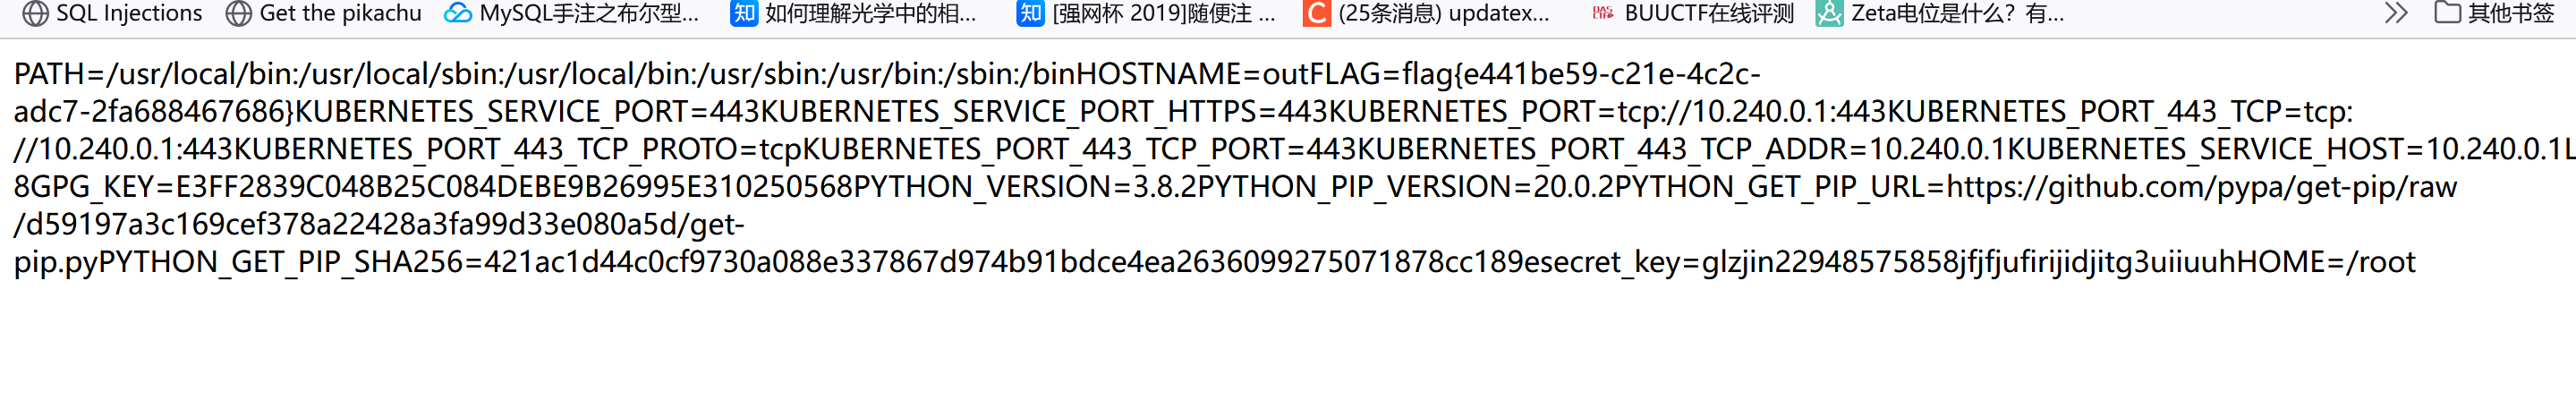 SQL Injections Get the pikachu MySQL手注之布尔型... 如何理解光学中的相... [强网杯 2019]随便注 ... (25条消息) updatex... BUUCTF在线评测 Zeta电位是什么？有... 其他书签
PATH=/usr/local/bin:/usr/local/sbin:/usr/local/bin:/usr/sbin:/usr/bin:/sbin:/binHOSTNAME=outFLAG=flag{e441be59-c21e-4c2c-
adc7-2fa688467686}KUBERNETES_SERVICE_PORT=443KUBERNETES_SERVICE_PORT_HTTPS=443KUBERNETES_PORT=tcp://10.240.0.1:443KUBERNETES_PORT_443_TCP=tcp:
//10.240.0.1:443KUBERNETES_PORT_443_TCP_PROTO=tcpKUBERNETES_PORT_443_TCP_PORT=443KUBERNETES_PORT_443_TCP_ADDR=10.240.0.1KUBERNETES_SERVICE_HOST=10.240.0.1L
8GPG_KEY=E3FF2839C048B25C084DEBE9B26995E310250568PYTHON_VERSION=3.8.2PYTHON_PIP_VERSION=20.0.2PYTHON_GET_PIP_URL=https://github.com/pypa/get-pip/raw
/d59197a3c169cef378a22428a3fa99d33e080a5d/get-
pip.pyPYTHON_GET_PIP_SHA256=421ac1d44c0cf9730a088e337867d974b91bdce4ea2636099275071878cc189esecret_key=glzjin22948575858jfjfjufirijidjitg3uiiuuhHOME=/root